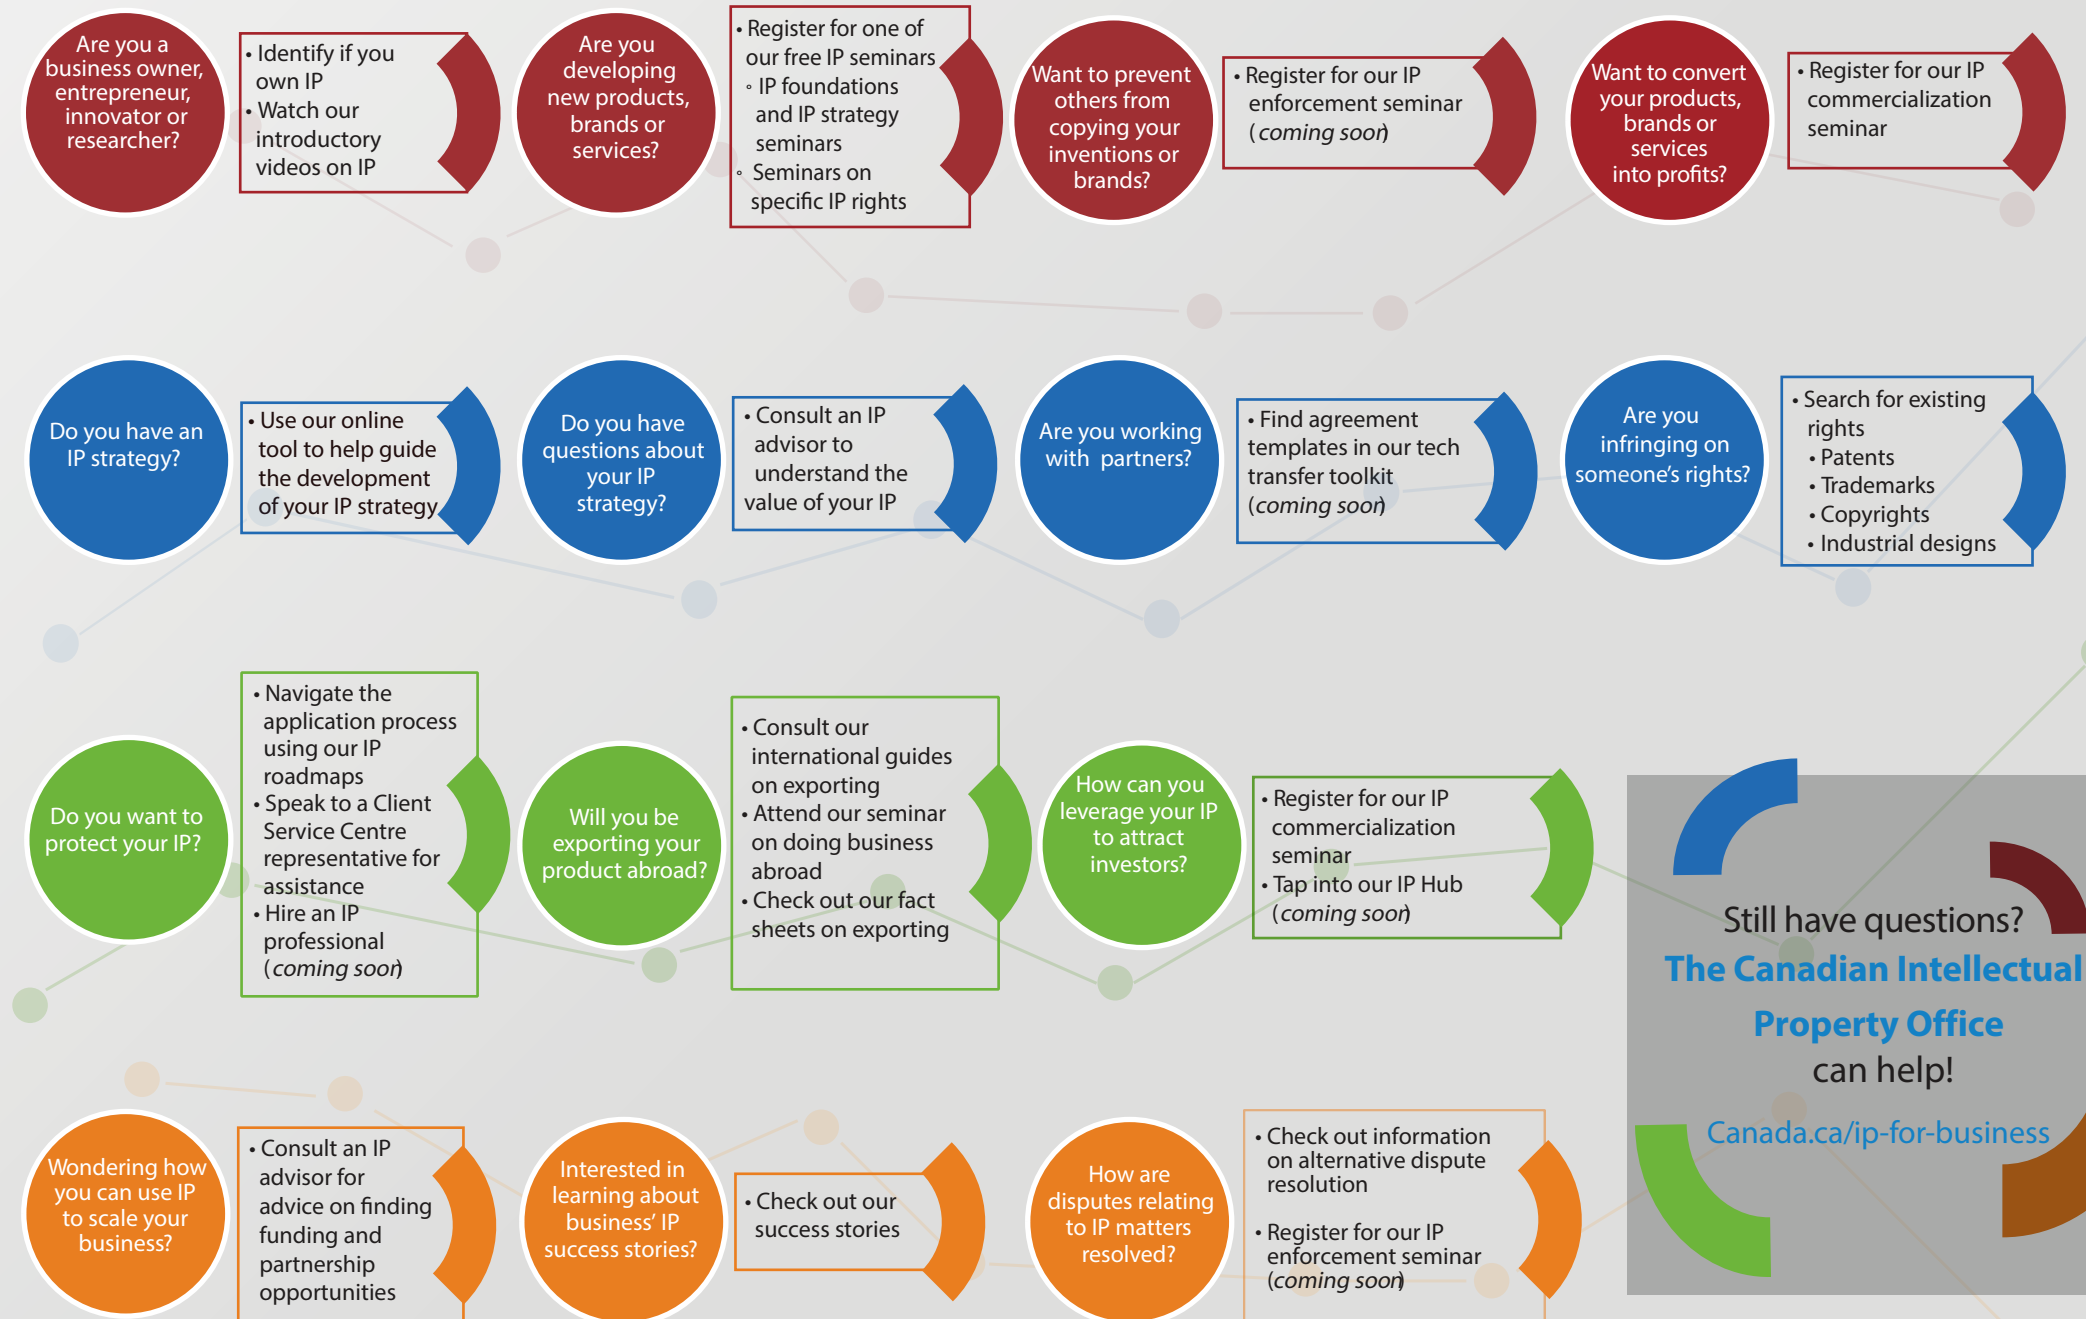 Are you a
business owner,
entrepreneur,
innovator or
researcher?
• Identify if you
own IP
• Watch our
introductory
videos on IP
Are you
developing
new products,
brands or
services?
• Register for one of
our free IP seminars
◦ IP foundations
and IP strategy
seminars
◦ Seminars on
specific IP rights
Want to prevent
others from
copying your
inventions or
brands?
• Register for our IP
enforcement seminar
(coming soon)
Want to convert
your products,
brands or
services
into profits?
• Register for our IP
commercialization
seminar
Do you have an
IP strategy?
• Use our online
tool to help guide
the development
of your IP strategy
Do you have
questions about
your IP
strategy?
• Consult an IP
advisor to
understand the
value of your IP
Are you working
with partners?
• Find agreement
templates in our tech
transfer toolkit
(coming soon)
Are you
infringing on
someone's rights?
• Search for existing
rights
• Patents
• Trademarks
• Copyrights
• Industrial designs
Do you want to
protect your IP?
• Navigate the
application process
using our IP
roadmaps
• Speak to a Client
Service Centre
representative for
assistance
• Hire an IP
professional
(coming soon)
Will you be
exporting your
product abroad?
• Consult our
international guides
on exporting
• Attend our seminar
on doing business
abroad
• Check out our fact
sheets on exporting
How can you
leverage your IP
to attract
investors?
• Register for our IP
commercialization
seminar
• Tap into our IP Hub
(coming soon)
Wondering how
you can use IP
to scale your
business?
• Consult an IP
advisor for
advice on finding
funding and
partnership
opportunities
Interested in
learning about
business' IP
success stories?
• Check out our
success stories
How are
disputes relating
to IP matters
resolved?
• Check out information
on alternative dispute
resolution
• Register for our IP
enforcement seminar
(coming soon)
Still have questions?
The Canadian Intellectual
Property Office
can help!
Canada.ca/ip-for-business